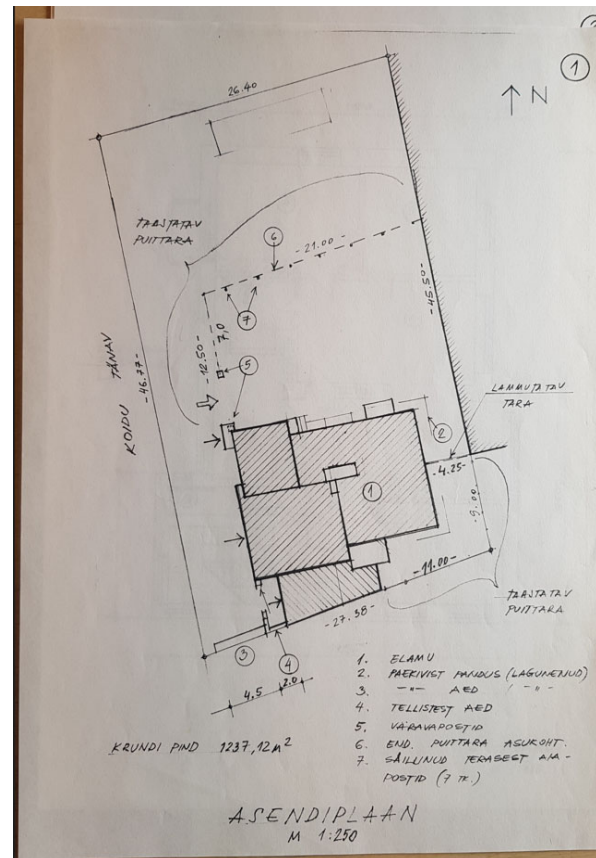 1
26.40
↑ N
TAASTATAV
PUITTARA
6
-21.00-
7
-12.50-
7,0
-45.50-
5
KOIDU TÄNAV
-46.77-
LAMMUTATAV
TARA
2
-4.25-
1
-9.00
-11.00-
TAASTATAV
PUITTARA
-27.38-
3
4
4,5
2.0
1. ELAMU
2. PAEKIVIST PANDUS (LAGUNENUD)
3. -"- AED ( -"-
4. TELLISTEST AED
5. VÄRAVAPOSTID
6. END. PUITTARA ASUKOHT.
7. SÄILINUD TERASEST AIA-
POSTID (7 TK.)
KRUNDI PIND 1237,12 m²
ASENDIPLAAN
M 1:250